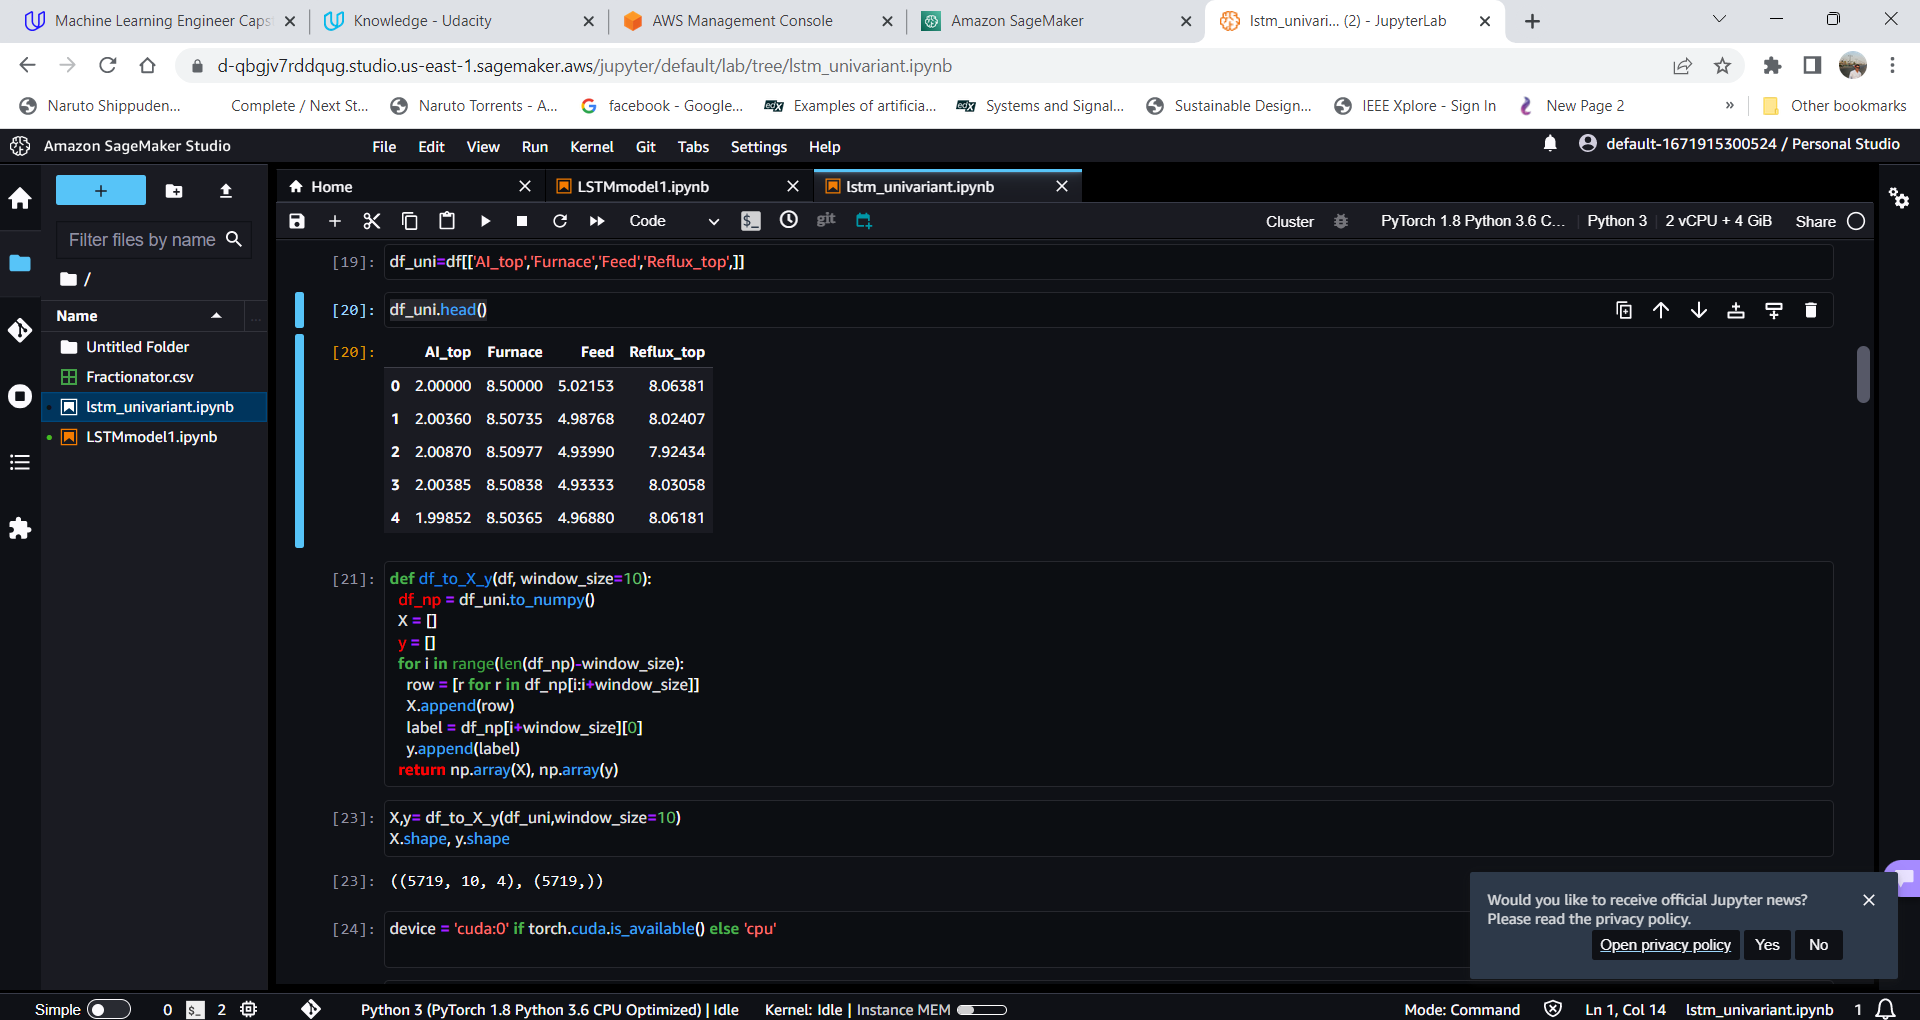 Machine Learning Engineer Caps
Knowledge - Udacity
AWS Management Console
Amazon SageMaker
lstm_univari... (2) - JupyterLab
d-qbgjv7rddqug.studio.us-east-1.sagemaker.aws/jupyter/default/lab/tree/lstm_univariant.ipynb
Naruto Shippuden...
Complete / Next St...
Naruto Torrents - A...
facebook - Google...
edX
Examples of artificia...
edX
Systems and Signal...
Sustainable Design...
IEEE Xplore - Sign In
New Page 2
»
Other bookmarks
Amazon SageMaker Studio
File Edit View Run Kernel Git Tabs Settings Help
default-1671915300524 / Personal Studio
Home
LSTMmodel1.ipynb
lstm_univariant.ipynb
Code
git
Cluster
PyTorch 1.8 Python 3.6 C...
Python 3
2 vCPU + 4 GiB
Share
Filter files by name
/
Name
Untitled Folder
Fractionator.csv
lstm_univariant.ipynb
LSTMmodel1.ipynb
[19]: df_uni=df[['AI_top','Furnace','Feed','Reflux_top',]]
[20]: df_uni.head()
[20]: AI_top Furnace Feed Reflux_top
0 2.00000 8.50000 5.02153 8.06381
1 2.00360 8.50735 4.98768 8.02407
2 2.00870 8.50977 4.93990 7.92434
3 2.00385 8.50838 4.93333 8.03058
4 1.99852 8.50365 4.96880 8.06181
[21]: def df_to_X_y(df, window_size=10):
df_np = df_uni.to_numpy()
X = []
y = []
for i in range(len(df_np)-window_size):
row = [r for r in df_np[i:i+window_size]]
X.append(row)
label = df_np[i+window_size][0]
y.append(label)
return np.array(X), np.array(y)
[23]: X,y= df_to_X_y(df_uni,window_size=10)
X.shape, y.shape
[23]: ((5719, 10, 4), (5719,))
[24]: device = 'cuda:0' if torch.cuda.is_available() else 'cpu'
Would you like to receive official Jupyter news?
Please read the privacy policy.
Open privacy policy
Yes
No
Simple
0
$_
2
Python 3 (PyTorch 1.8 Python 3.6 CPU Optimized) | Idle
Kernel: Idle | Instance MEM
Mode: Command
Ln 1, Col 14
lstm_univariant.ipynb
1